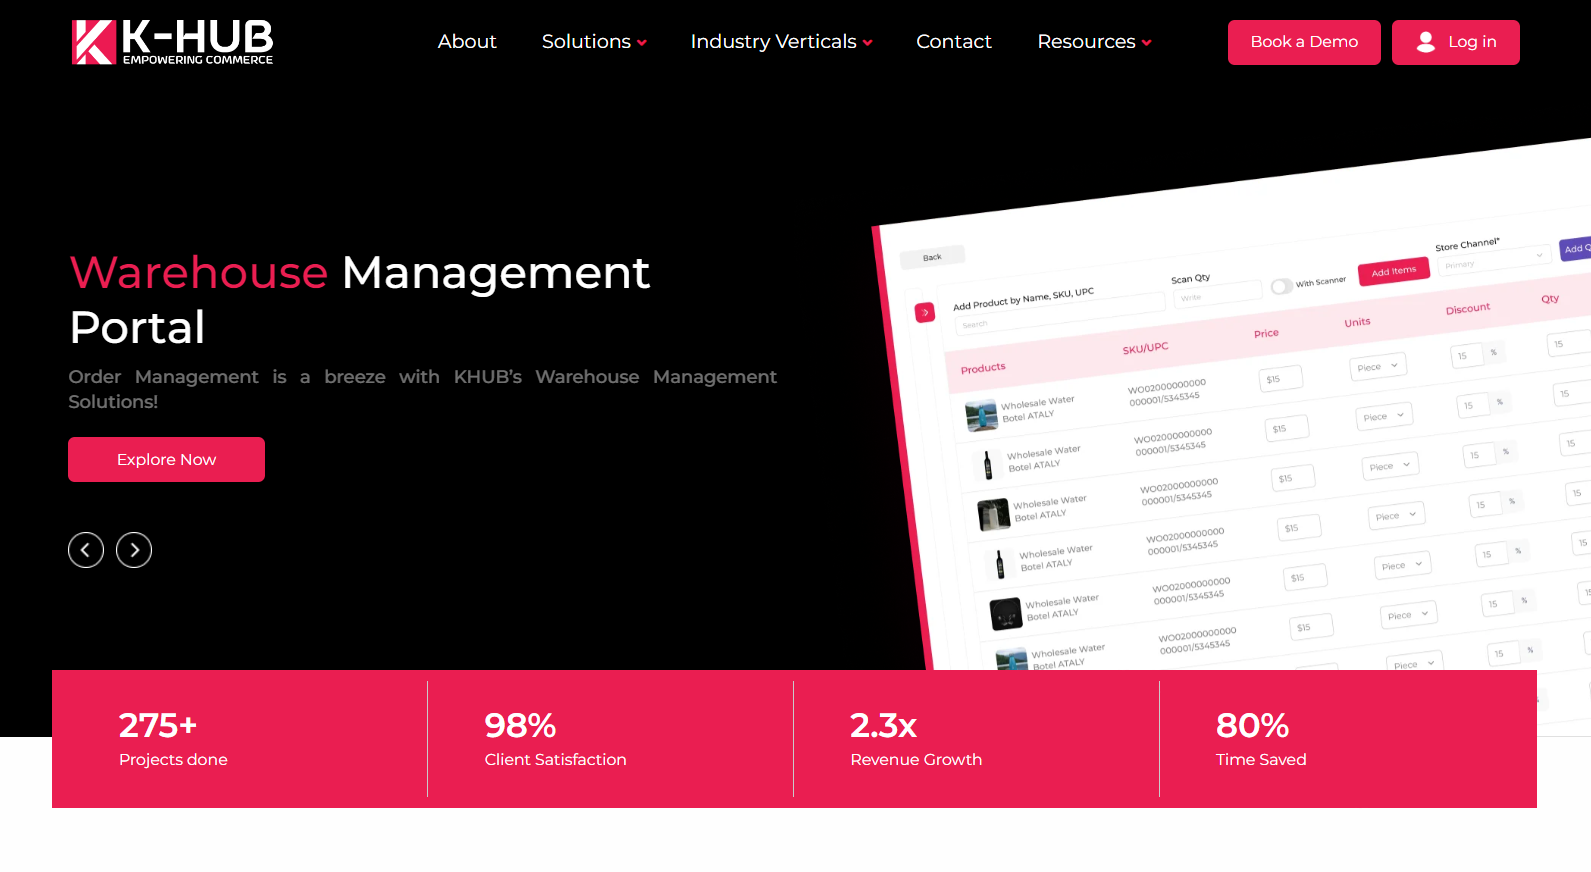 K-HUB
EMPOWERING COMMERCE
About
Solutions
Industry Verticals
Contact
Resources
Book a Demo
Log in
Warehouse Management
Portal
Order Management is a breeze with KHUB's Warehouse Management
Solutions!
Explore Now
Back
Add Product by Name, SKU, UPC
Search
Scan Qty
Write
With Scanner
Add Items
Store Channel*
Primary
Add Q
Products SKU/UPC Price Units Discount Qty
Wholesale Water
Botel ATALY
WO02000000000
000001/5345345
$15 Piece 15 % 15
Wholesale Water
Botel ATALY
WO02000000000
000001/5345345
$15 Piece 15 % 15
Wholesale Water
Botel ATALY
WO02000000000
000001/5345345
$15 Piece 15 % 15
Wholesale Water
Botel ATALY
WO02000000000
000001/5345345
$15 Piece 15 % 15
Wholesale Water
Botel ATALY
WO02000000000
000001/5345345
$15 Piece 15 % 15
Wholesale Water
Botel ATALY
WO02000000000
000001/5345345
$15 Piece 15 %
Piece 15 %
275+
Projects done
98%
Client Satisfaction
2.3x
Revenue Growth
80%
Time Saved